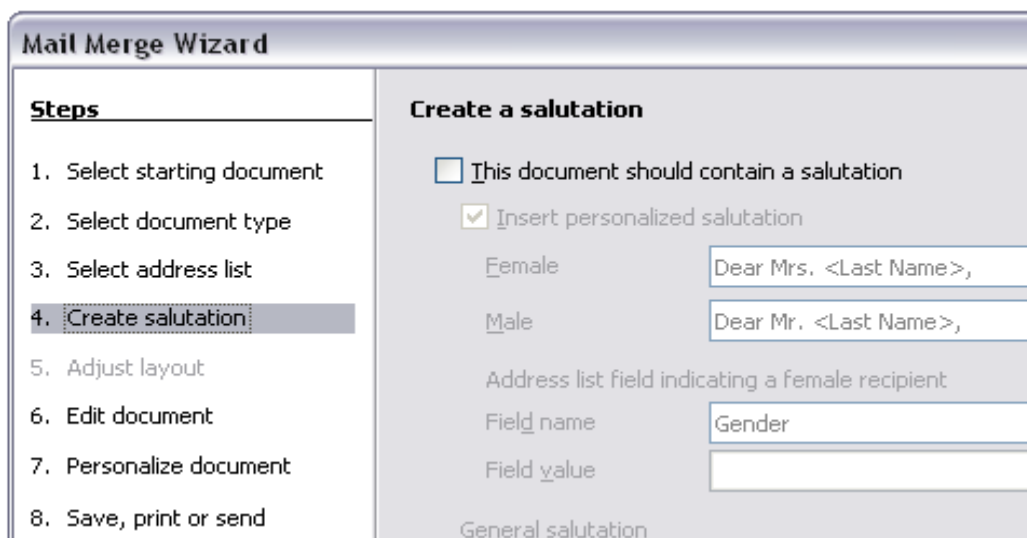 Mail Merge Wizard
Steps
1. Select starting document
2. Select document type
3. Select address list
4. Create salutation
5. Adjust layout
6. Edit document
7. Personalize document
8. Save, print or send
Create a salutation
This document should contain a salutation
Insert personalized salutation
Female Dear Mrs. <Last Name>,
Male Dear Mr. <Last Name>,
Address list field indicating a female recipient
Field name Gender
Field value
General salutation